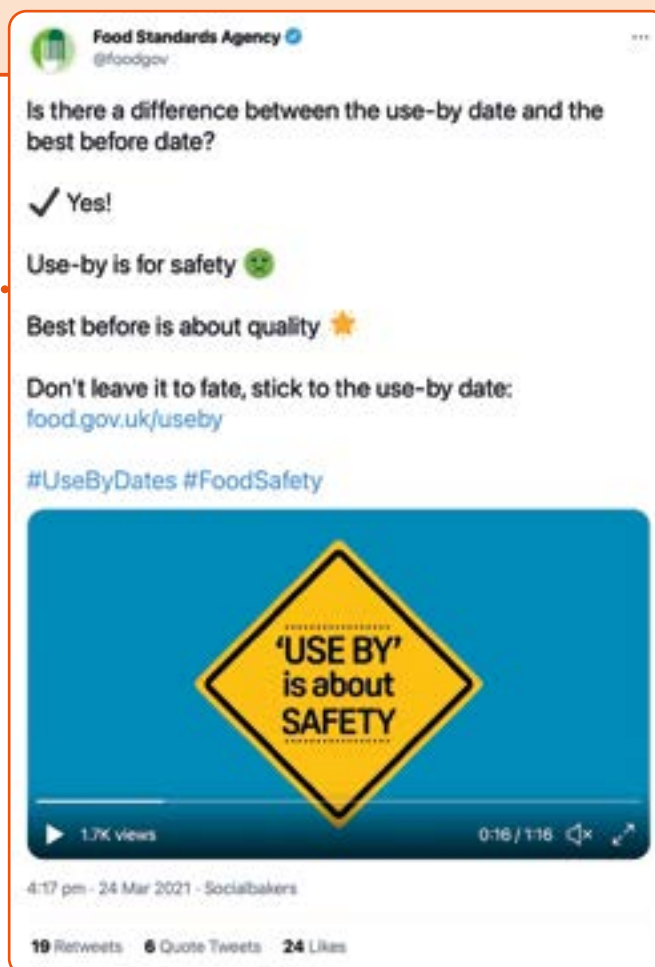 Food Standards Agency
@foodgov
Is there a difference between the use-by date and the
best before date?
✓ Yes!
Use-by is for safety 🤢
Best before is about quality ⭐
Don't leave it to fate, stick to the use-by date:
food.gov.uk/useby
#UseByDates #FoodSafety
'USE BY'
is about
SAFETY
1.7K views 0:16 / 1:16
4:17 pm · 24 Mar 2021 · Socialbakers
19 Retweets 6 Quote Tweets 24 Likes